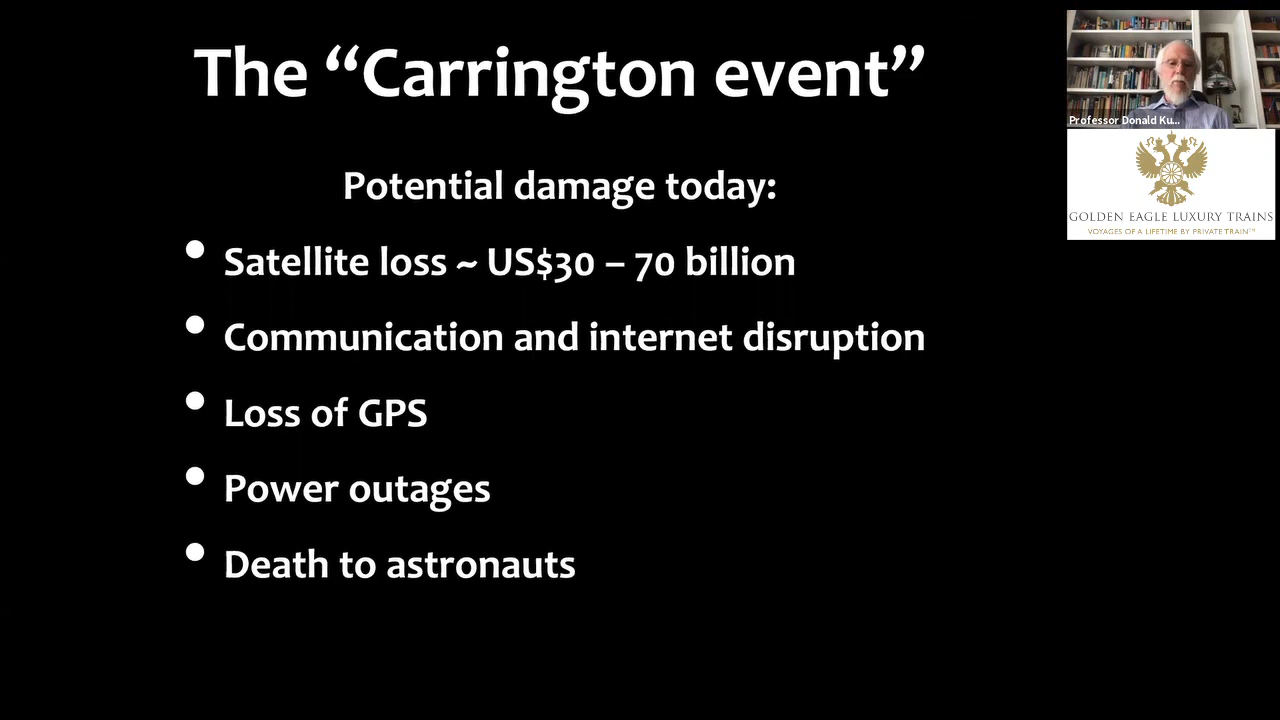 The “Carrington event”
Potential damage today:
• Satellite loss ~ US$30 – 70 billion
• Communication and internet disruption
• Loss of GPS
• Power outages
• Death to astronauts
Professor Donald Ku...
GOLDEN EAGLE LUXURY TRAINS
VOYAGES OF A LIFETIME BY PRIVATE TRAIN™